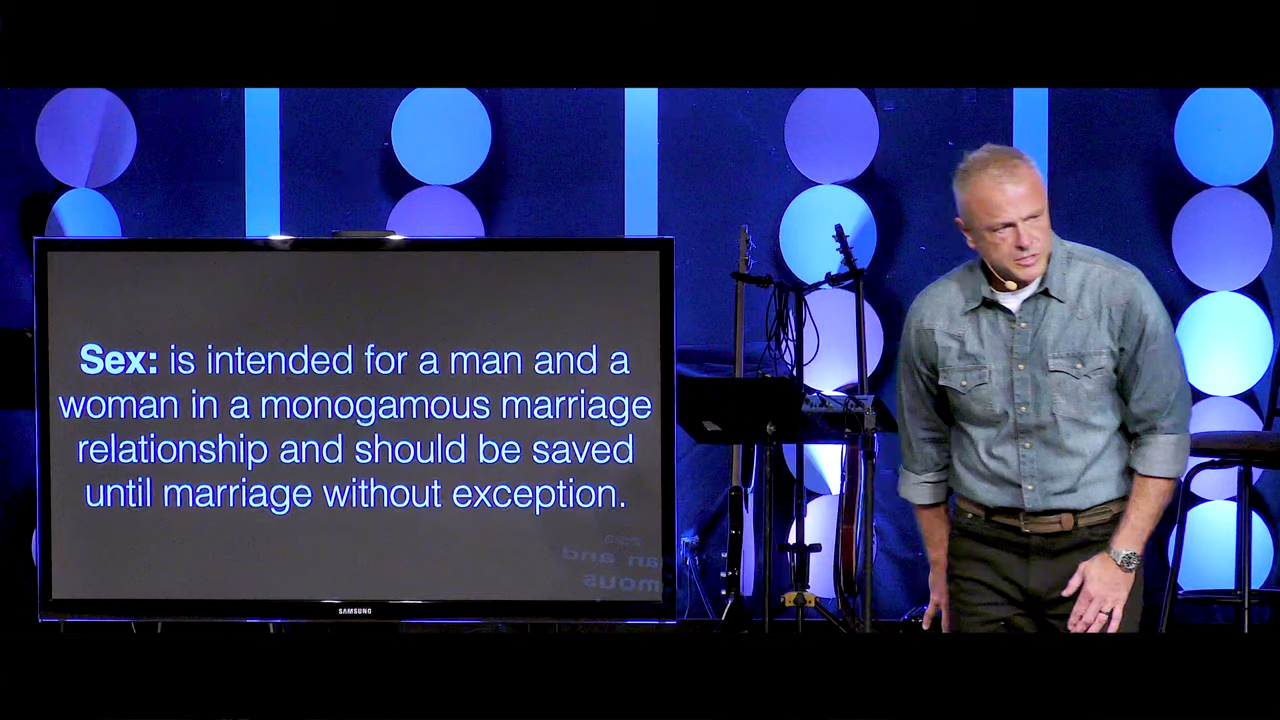 Sex: is intended for a man and a
woman in a monogamous marriage
relationship and should be saved
until marriage without exception.
SAMSUNG